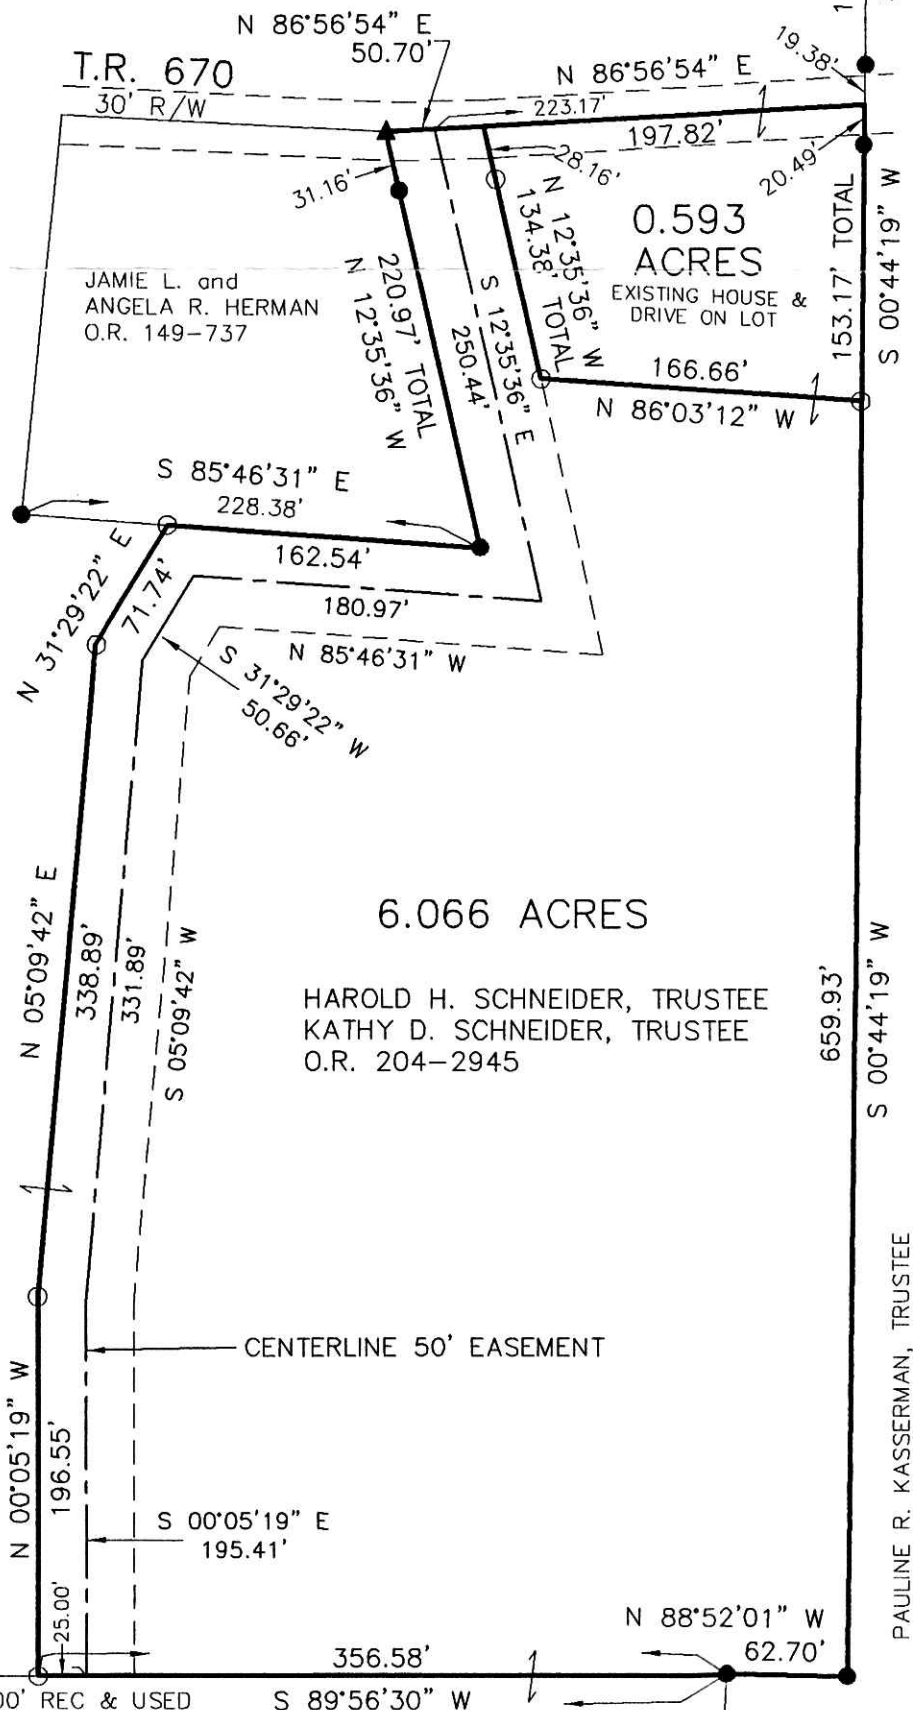 N 86°56'54" E
50.70'
T.R. 670
30' R/W
N 86°56'54" E
223.17'
197.82'
19.38'
20.49'
31.16'
28.16'
N 12°35'36" W
134.38' TOTAL
0.593
ACRES
EXISTING HOUSE &
DRIVE ON LOT
153.17' TOTAL
S 00°44'19" W
JAMIE L. and
ANGELA R. HERMAN
O.R. 149-737
220.97' TOTAL
N 12°35'36" W
S 12°35'36" E
250.44'
166.66'
N 86°03'12" W
S 85°46'31" E
228.38'
162.54'
N 31°29'22" E
71.74'
180.97'
N 85°46'31" W
S 31°29'22" W
50.66'
N 05°09'42" E
338.89'
331.89'
S 05°09'42" W
6.066 ACRES
HAROLD H. SCHNEIDER, TRUSTEE
KATHY D. SCHNEIDER, TRUSTEE
O.R. 204-2945
659.93'
S 00°44'19" W
CENTERLINE 50' EASEMENT
N 00°05'19" W
196.55'
S 00°05'19" E
195.41'
PAULINE R. KASSERMAN, TRUSTEE
25.00'
N 88°52'01" W
62.70'
356.58'
00' REC & USED
S 89°56'30" W